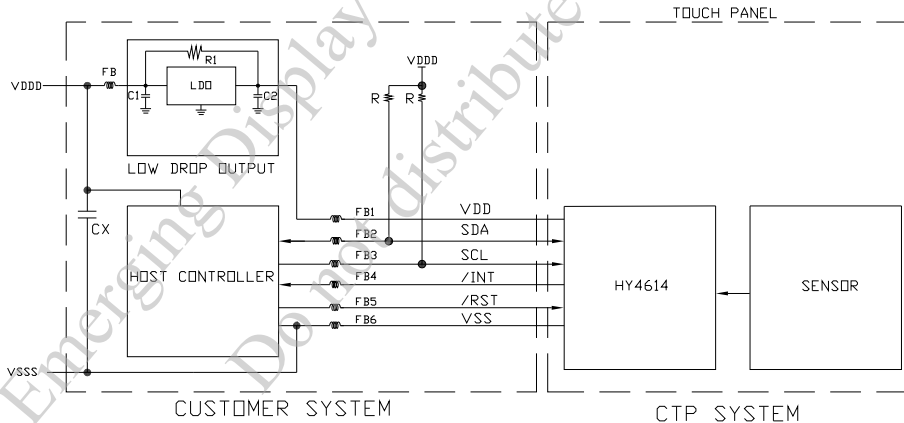 TOUCH PANEL
VDDD
FB
R1
LDO
C1
C2
LOW DROP OUTPUT
VDDD
R
R
CX
HOST CONTROLLER
FB1 VDD
FB2 SDA
FB3 SCL
FB4 /INT
FB5 /RST
FB6 VSS
HY4614
SENSOR
VSSS
CUSTOMER SYSTEM
CTP SYSTEM
Emerging Display
Do not distribute